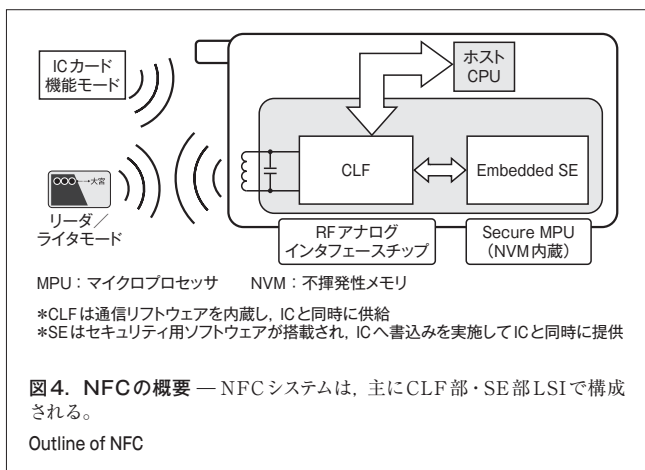 ICカード
機能モード
ホスト
CPU
CLF
Embedded SE
大宮
リーダ／
ライタモード
RFアナログ
インタフェースチップ
Secure MPU
（NVM内蔵）
MPU：マイクロプロセッサ　　NVM：不揮発性メモリ
*CLFは通信リフトウェアを内蔵し，ICと同時に供給
*SEはセキュリティ用ソフトウェアが搭載され，ICへ書込みを実施してICと同時に提供
図4．NFCの概要 — NFCシステムは，主にCLF部・SE部LSIで構成
される。
Outline of NFC